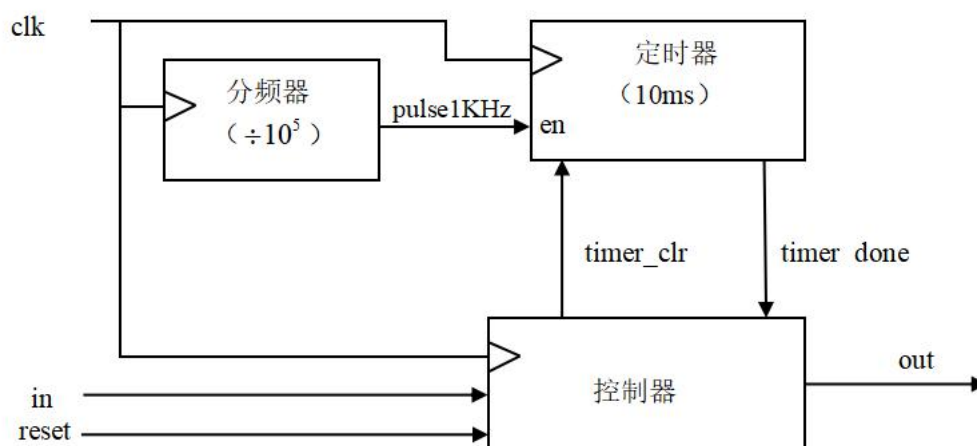 clk
分频器
（÷10⁵）
pulse1KHz
定时器
（10ms）
en
timer_clr
timer done
in
reset
控制器
out